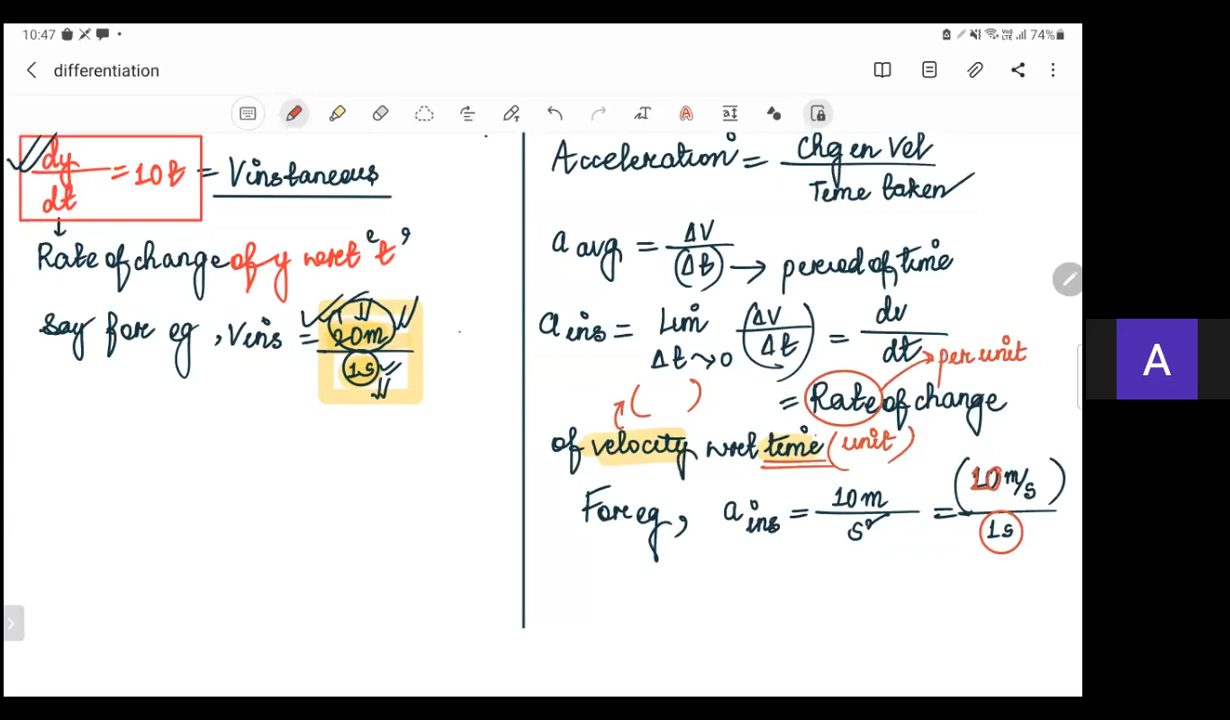 10:47
74%
differentiation
dy/dt = 10t = Vinstaneous
Rate of change of y wrt "t"
Say for eg, Vins = 20m/1s
Acceleration = Chg in Vel/Time taken
a avg = ΔV/Δt → period of time
a ins = Lim Δt→0 (ΔV/Δt) = dv/dt
per unit
= Rate of change
of velocity wrt time (unit)
For eg, a ins = 10m/s² = (10m/s)/1s
A